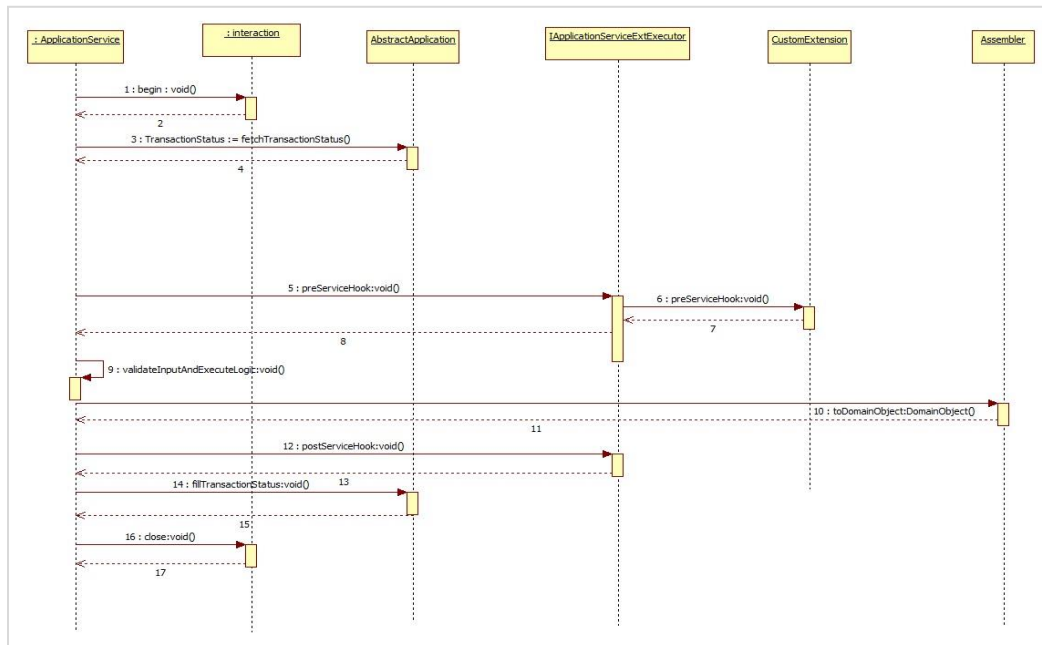 : ApplicationService
: interaction
AbstractApplication
IApplicationServiceExtExecutor
CustomExtension
Assembler
1 : begin : void()
2
3 : TransactionStatus := fetchTransactionStatus()
4
5 : preServiceHook:void()
6 : preServiceHook:void()
7
8
9 : validateInputAndExecuteLogic:void()
10 : toDomainObject:DomainObject()
11
12 : postServiceHook:void()
13
14 : fillTransactionStatus:void()
15
16 : close:void()
17